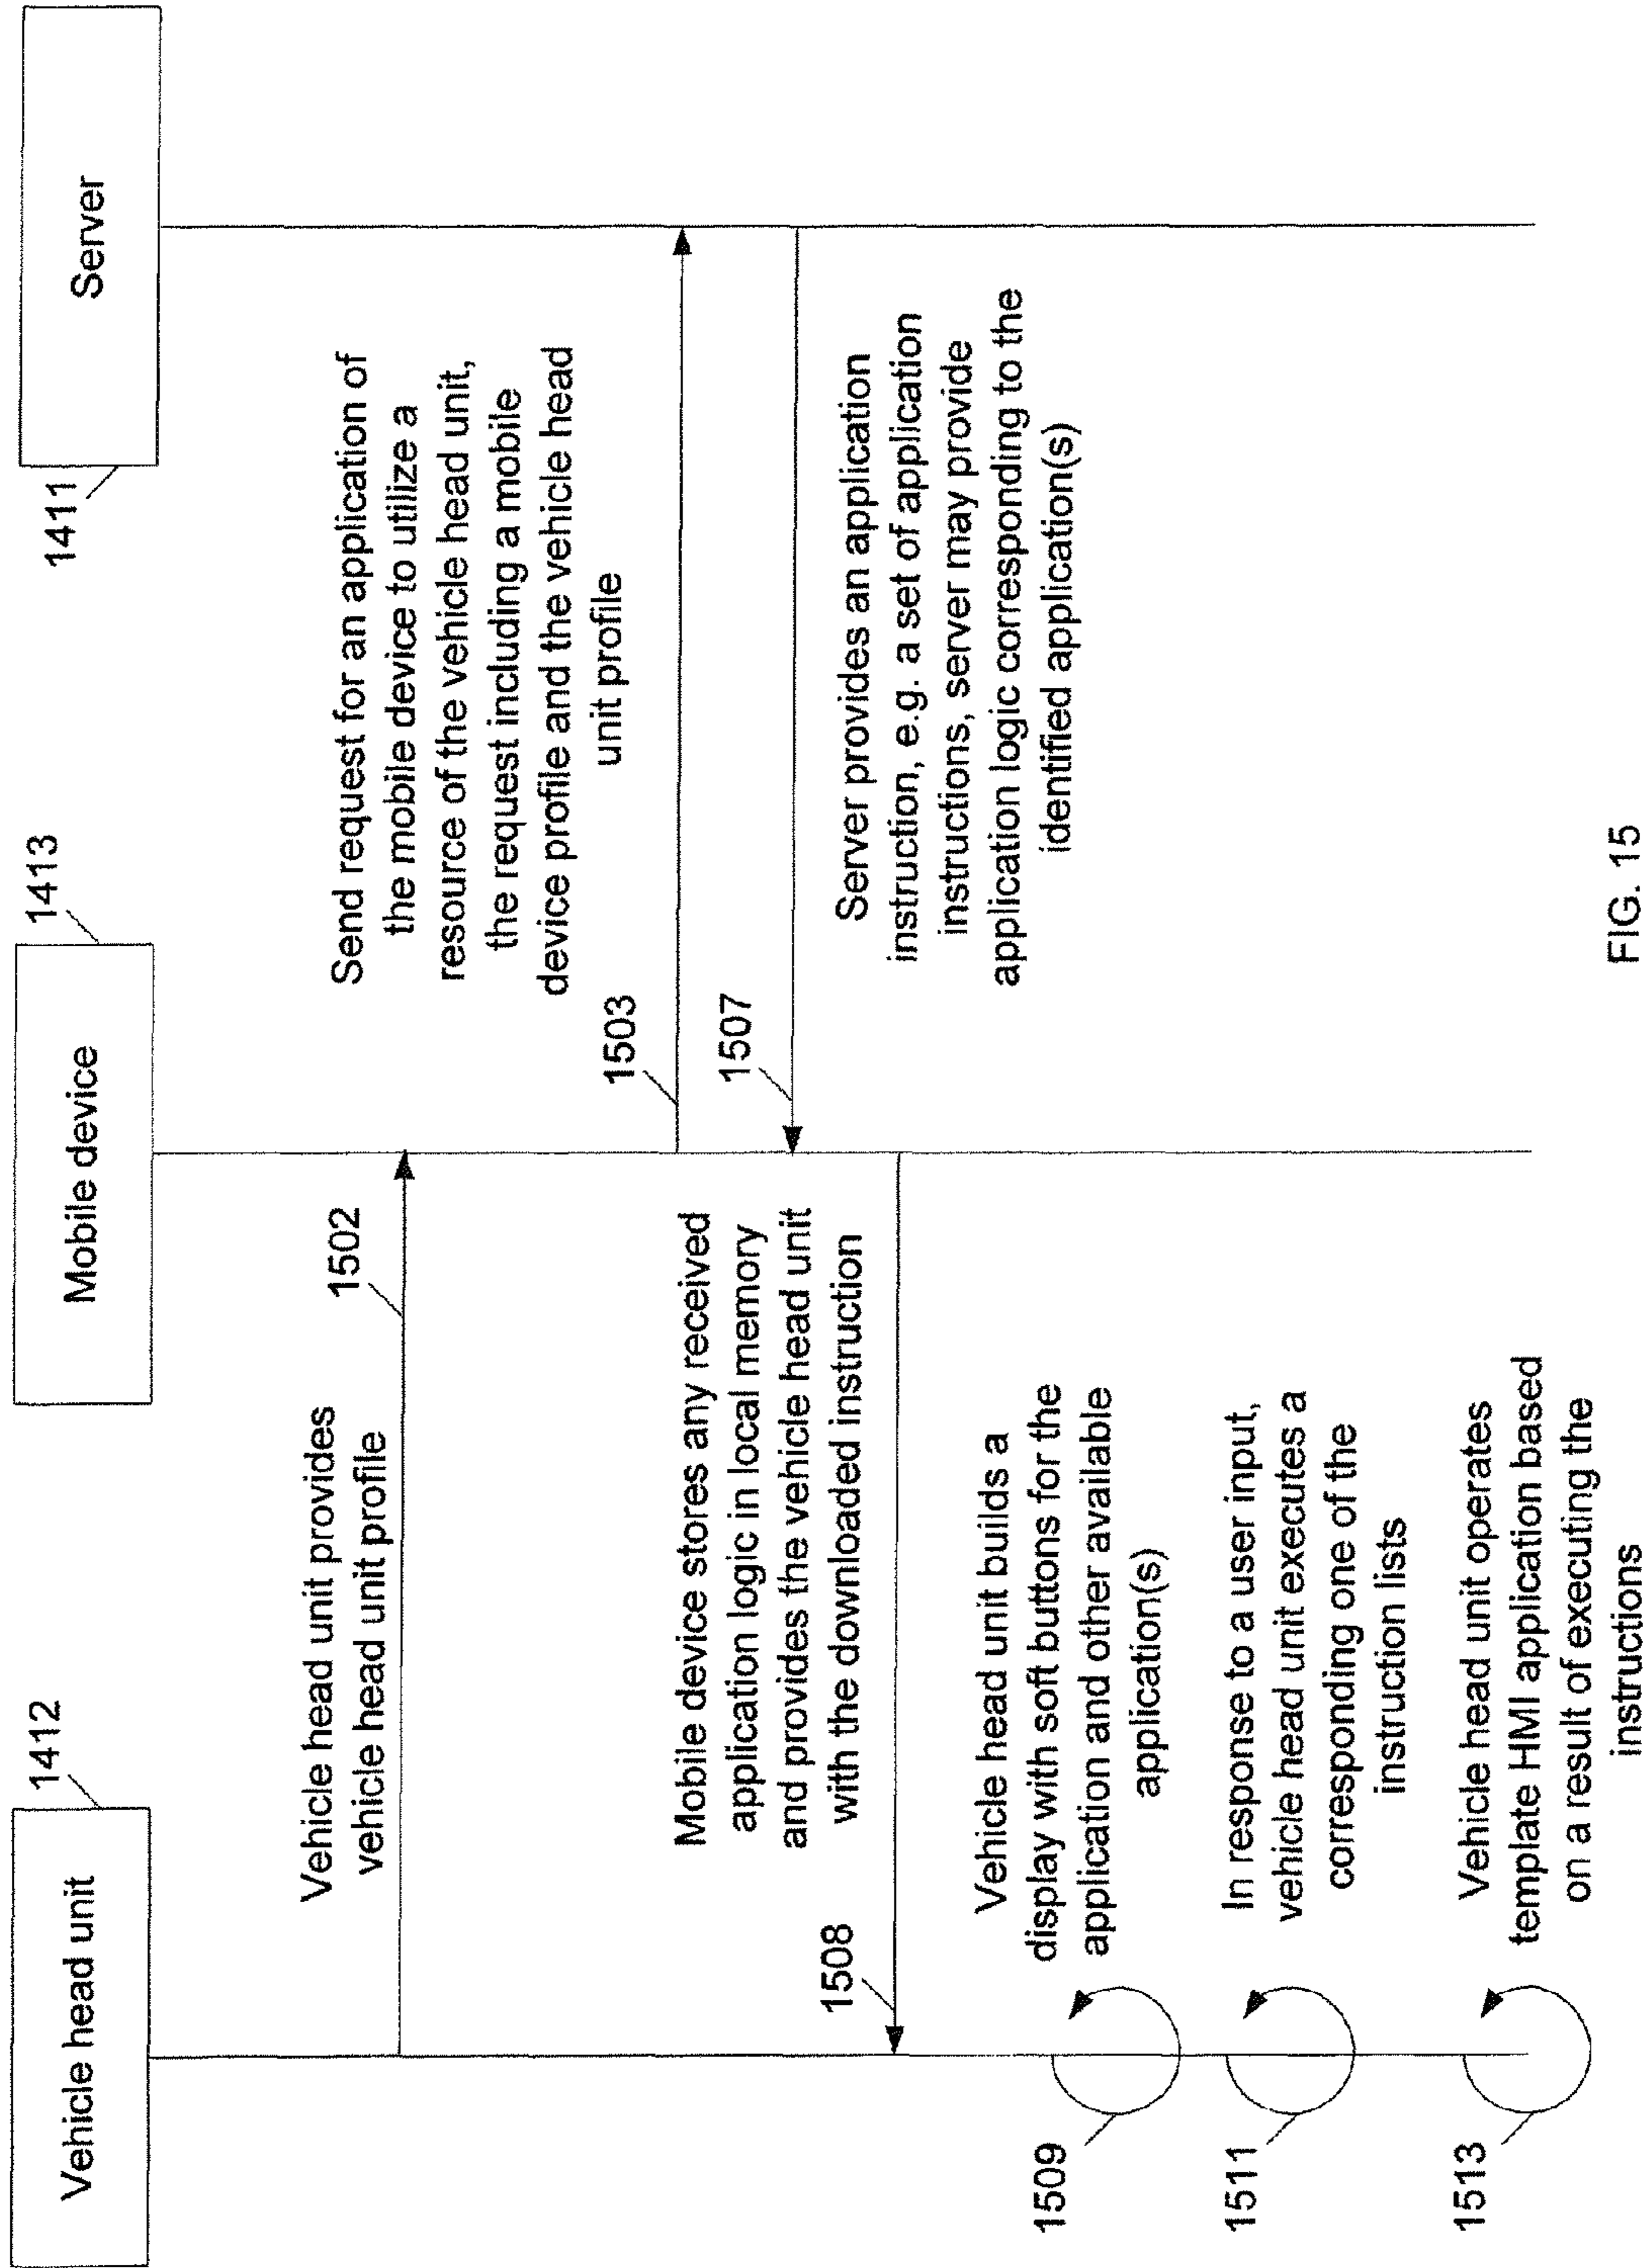 Vehicle head unit
1412
Mobile device
1413
Server
1411
Vehicle head unit provides
vehicle head unit profile
1502
Send request for an application of
the mobile device to utilize a
resource of the vehicle head unit,
the request including a mobile
device profile and the vehicle head
unit profile
1503
1507
Server provides an application
instruction, e.g. a set of application
instructions, server may provide
application logic corresponding to the
identified application(s)
Mobile device stores any received
application logic in local memory
and provides the vehicle head unit
with the downloaded instruction
1508
Vehicle head unit builds a
display with soft buttons for the
application and other available
application(s)
1509
In response to a user input,
vehicle head unit executes a
corresponding one of the
instruction lists
1511
Vehicle head unit operates
template HMI application based
on a result of executing the
instructions
1513
FIG. 15